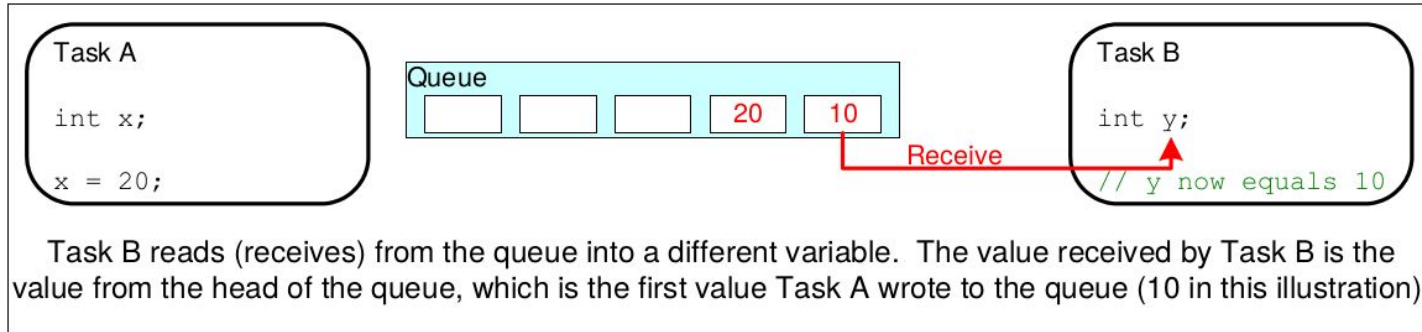 Task A
int x;
x = 20;
Queue
20
10
Receive
Task B
int y;
// y now equals 10
Task B reads (receives) from the queue into a different variable.  The value received by Task B is the
value from the head of the queue, which is the first value Task A wrote to the queue (10 in this illustration)